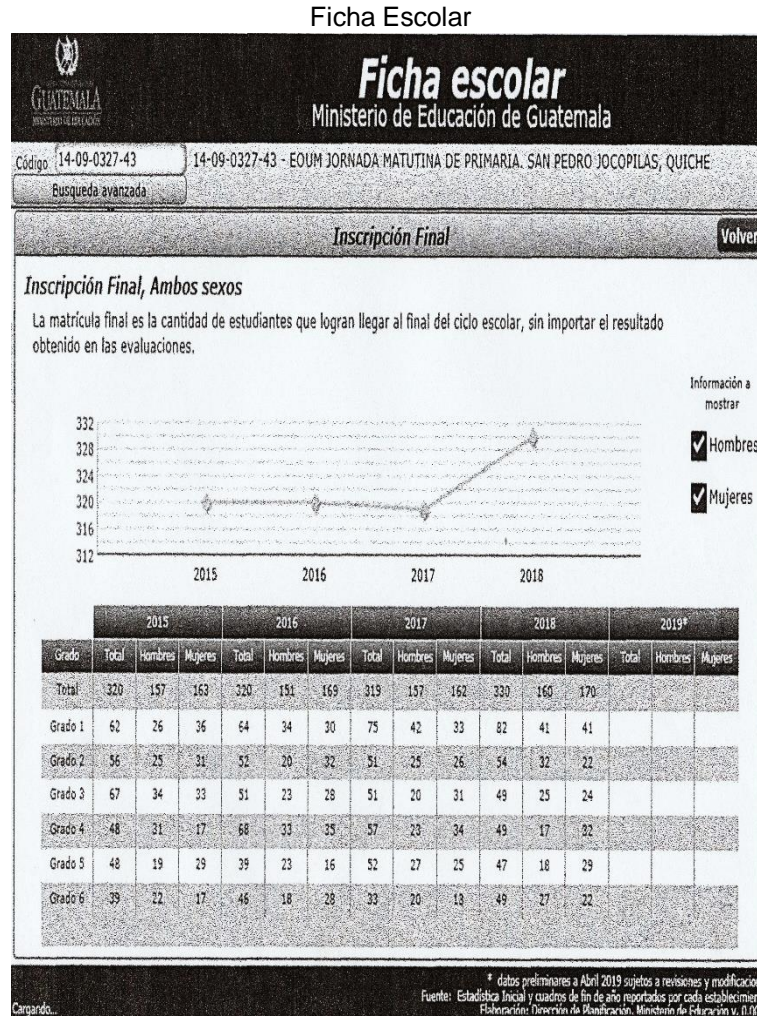 Ficha Escolar
GUATEMALA
MINISTERIO DE EDUCACIÓN
Ficha escolar
Ministerio de Educación de Guatemala
Código 14-09-0327-43 14-09-0327-43 - EOUM JORNADA MATUTINA DE PRIMARIA. SAN PEDRO JOCOPILAS, QUICHE
Busqueda avanzada
Inscripción Final Volver
Inscripción Final, Ambos sexos
La matrícula final es la cantidad de estudiantes que logran llegar al final del ciclo escolar, sin importar el resultado
obtenido en las evaluaciones.
Información a
mostrar
Hombres
Mujeres
332
328
324
320
316
312
2015 2016 2017 2018
2015 2016 2017 2018 2019*
Grado Total Hombres Mujeres Total Hombres Mujeres Total Hombres Mujeres Total Hombres Mujeres Total Hombres Mujeres
Total 320 157 163 320 151 169 319 157 162 330 160 170
Grado 1 62 26 36 64 34 30 75 42 33 82 41 41
Grado 2 56 25 31 52 20 32 51 25 26 54 32 22
Grado 3 67 34 33 51 23 28 51 20 31 49 25 24
Grado 4 48 31 17 68 33 35 57 23 34 49 17 32
Grado 5 48 19 29 39 23 16 52 27 25 47 18 29
Grado 6 39 22 17 46 18 28 33 20 13 49 27 22
* datos preliminares a Abril 2019 sujetos a revisiones y modificacion
Fuente: Estadística Inicial y cuadros de fin de año reportados por cada establecimien
Cargando... Elaboración: Dirección de Planificación, Ministerio de Educación v. 0.00